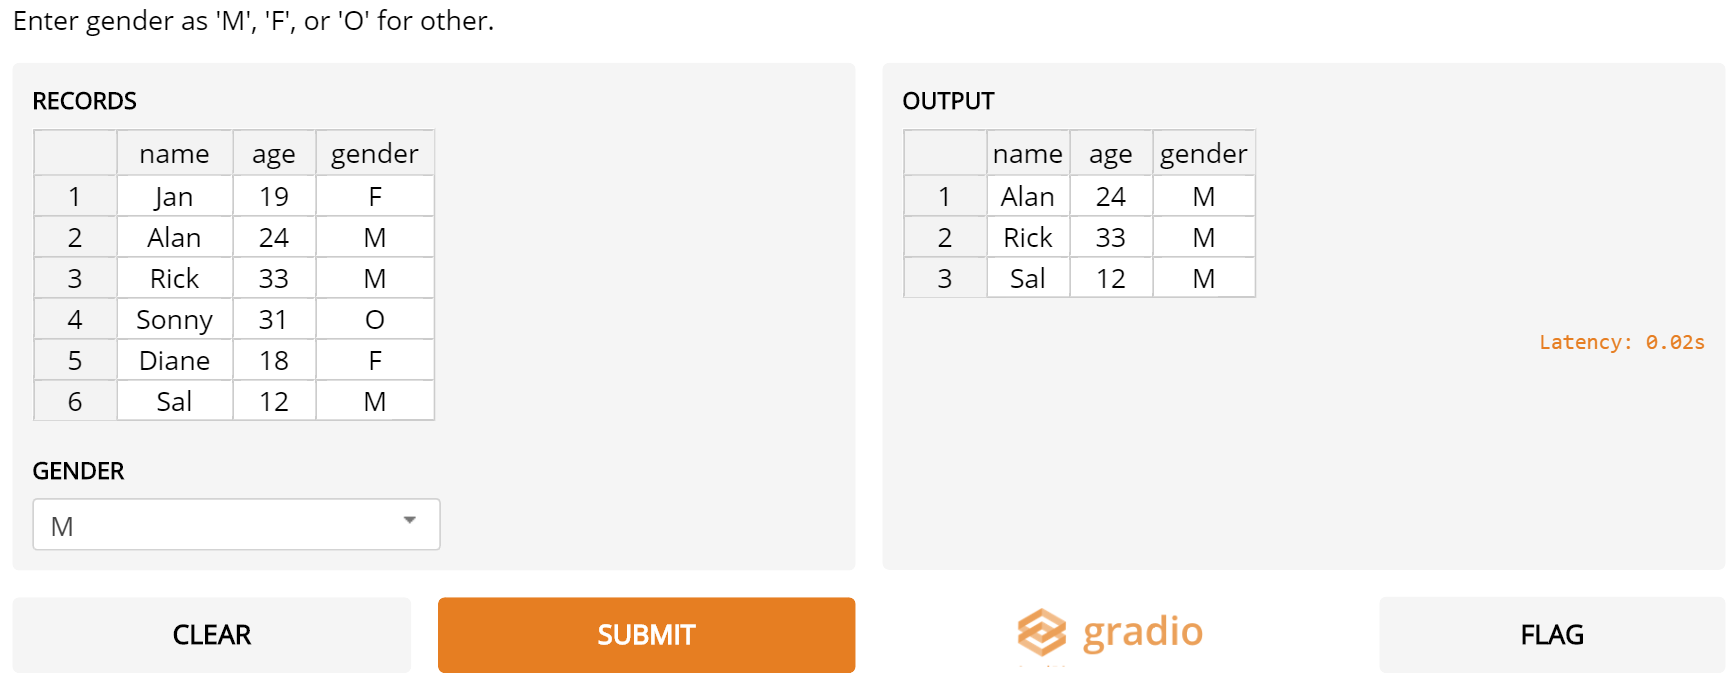 Enter gender as 'M', 'F', or 'O' for other.
RECORDS
name age gender
1 Jan 19 F
2 Alan 24 M
3 Rick 33 M
4 Sonny 31 O
5 Diane 18 F
6 Sal 12 M
GENDER
M
CLEAR
SUBMIT
OUTPUT
name age gender
1 Alan 24 M
2 Rick 33 M
3 Sal 12 M
Latency: 0.02s
gradio
FLAG